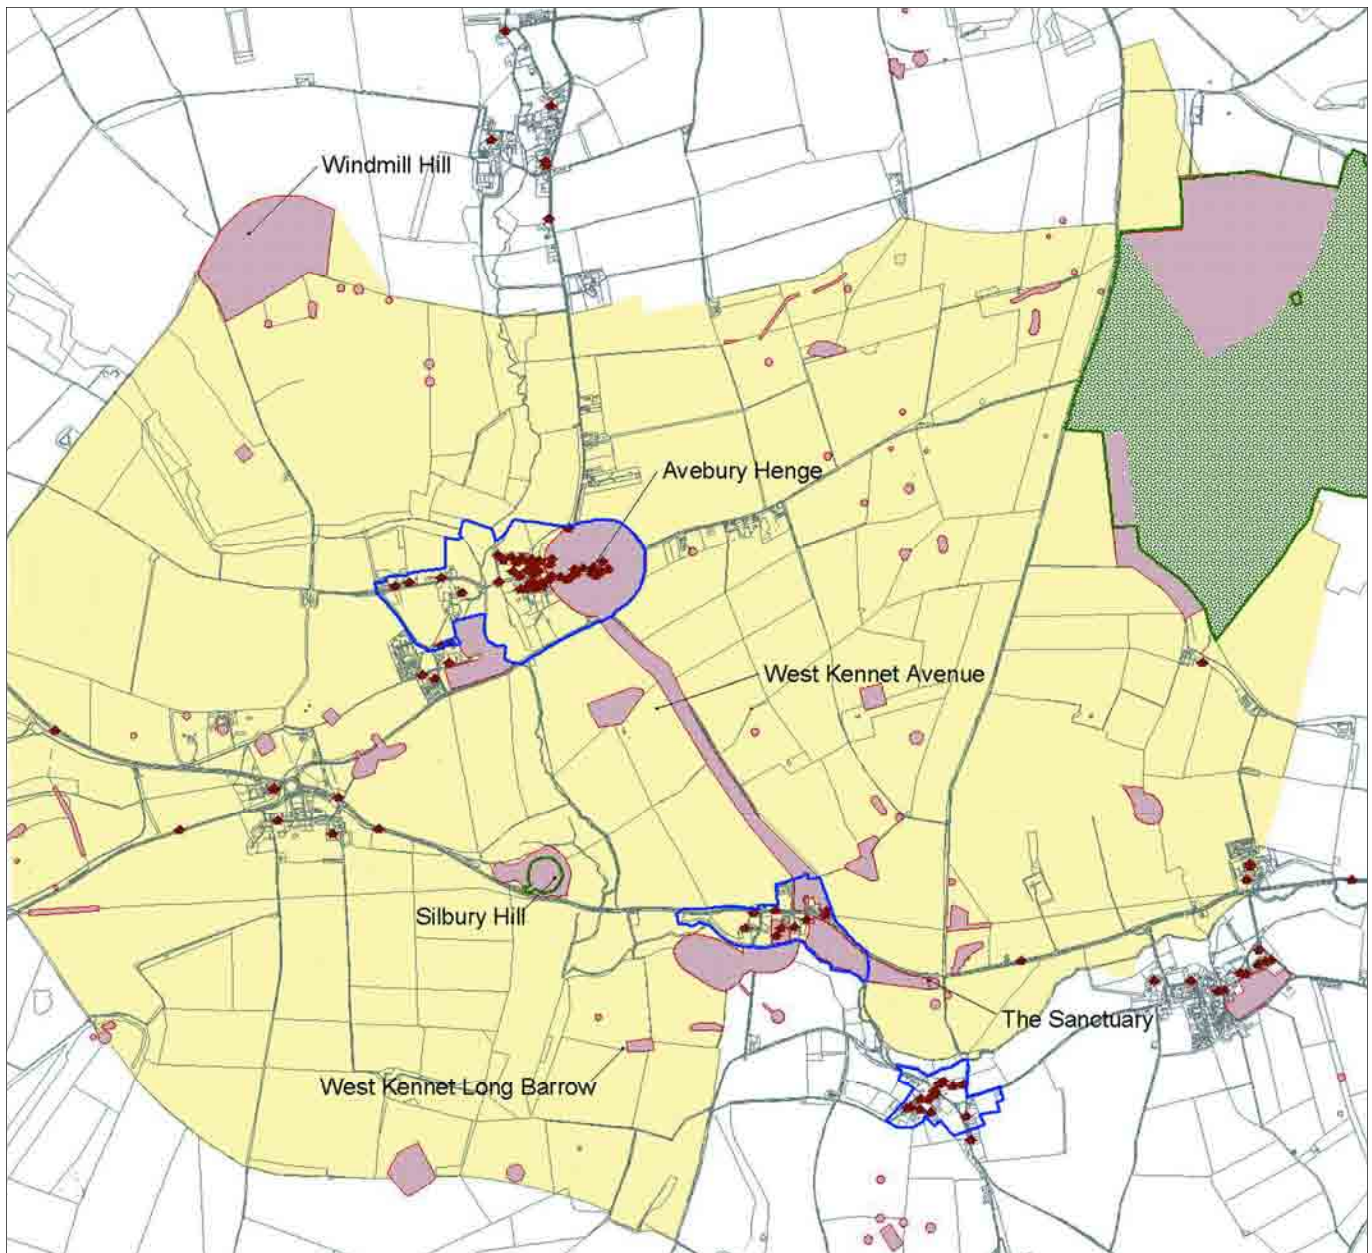 Windmill Hill
Avebury Henge
West Kennet Avenue
Silbury Hill
The Sanctuary
West Kennet Long Barrow